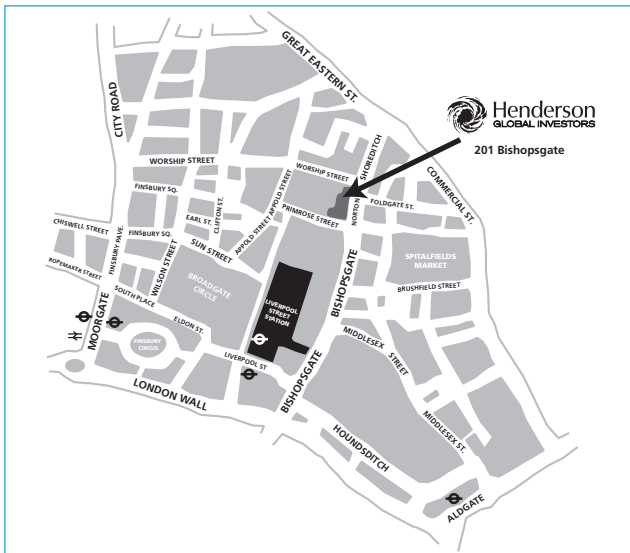 GREAT EASTERN ST.
CITY ROAD
Henderson
GLOBAL INVESTORS
201 Bishopsgate
SHOREDITCH
COMMERCIAL ST.
WORSHIP STREET
WORSHIP STREET
FINSBURY SQ.
CLIFTON ST.
APPOLD STREET
APPOLD STREET
PRIMROSE STREET
NORTON
FOLDGATE ST.
EARL ST.
CHISWELL STREET
FINSBURY PAVE.
FINSBURY SQ.
WILSON STREET
SUN STREET
ROPEMAKER STREET
BROADGATE
CIRCLE
SPITALFIELDS
MARKET
BISHOPSGATE
BRUSHFIELD STREET
SOUTH PLACE
LIVERPOOL
STREET
STATION
MOORGATE
ELDON ST.
FINSBURY
CIRCUS
LIVERPOOL ST
MIDDLESEX
STREET
BISHOPSGATE
LONDON WALL
HOUNDSDITCH
MIDDLESEX ST.
ALDGATE